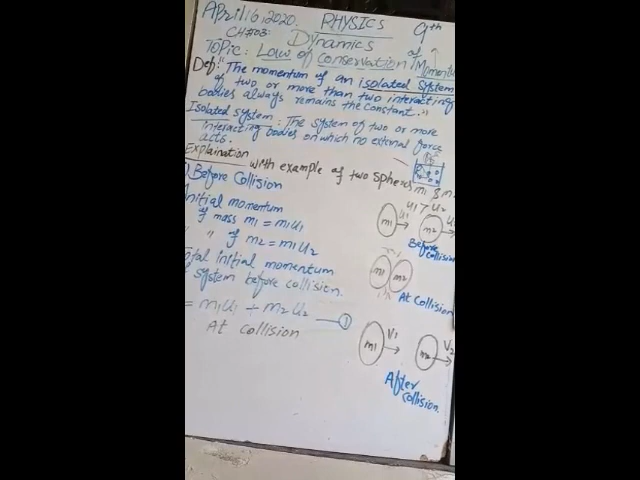 April 16, 2020. PHYSICS 9th
CH#03: Dynamics
Topic: Law of Conservation of Momentum
Def:" The momentum of an isolated system
of two or more than two interacting
bodies always remains the constant."
Isolated system: The system of two or more
interacting bodies on which no external force
acts.
Explaination with example of two spheres m1 & m
Before Collision
u1 > u2
Initial momentum
of mass m1 = m1u1
" " of m2 = m1u2
m1 u1
m2 u
Before
collision
Total initial momentum
system before collision.
m1 m2
At Collision
= m1u1 + m2u2 — 1
At collision
m1 V1
m2 V2
After
collision.